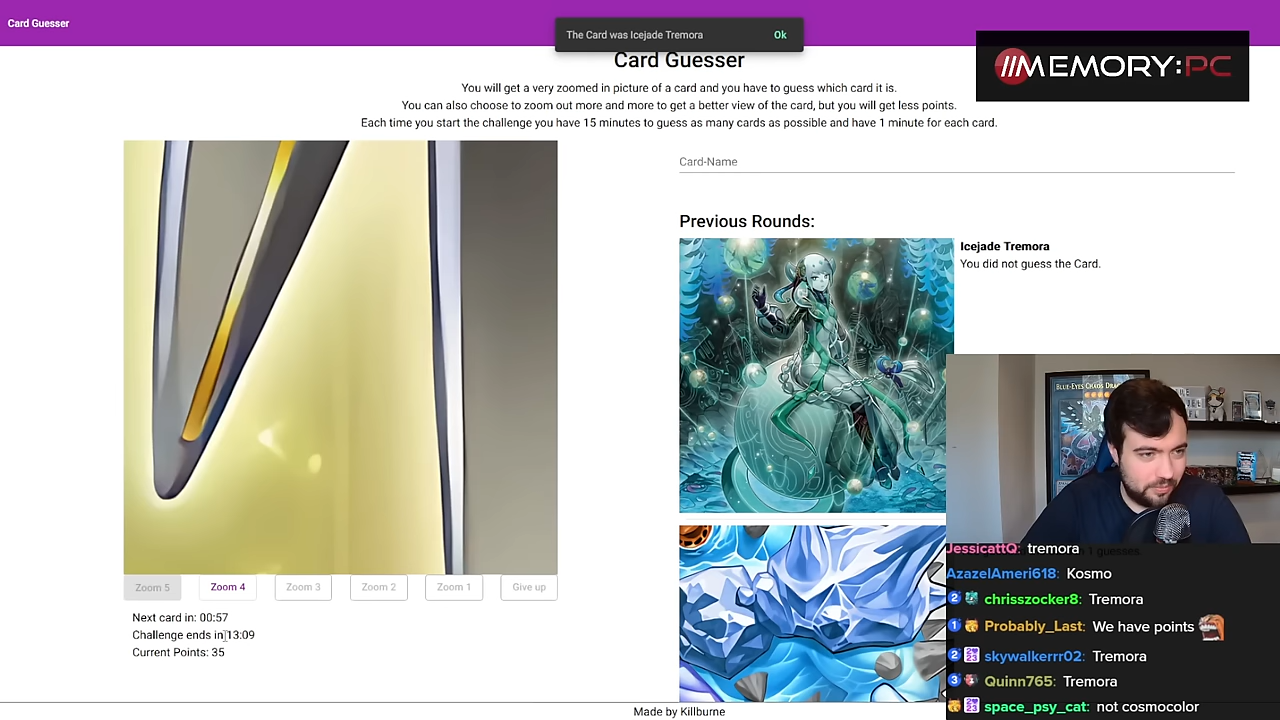 Card Guesser
The Card was Icejade Tremora
Ok
Card Guesser
You will get a very zoomed in picture of a card and you have to guess which card it is.
You can also choose to zoom out more and more to get a better view of the card, but you will get less points.
Each time you start the challenge you have 15 minutes to guess as many cards as possible and have 1 minute for each card.
MEMORY:PC
Card-Name
Previous Rounds:
Icejade Tremora
You did not guess the Card.
Zoom 5
Zoom 4
Zoom 3
Zoom 2
Zoom 1
Give up
Next card in: 00:57
Challenge ends in 13:09
Current Points: 35
BLUE-EYES CHAOS DRA
JessicattQ: tremora
1 guesses
AzazelAmeri618: Kosmo
chrisszocker8: Tremora
Probably_Last: We have points
skywalkerrr02: Tremora
Quinn765: Tremora
space_psy_cat: not cosmocolor
Made by Killburne